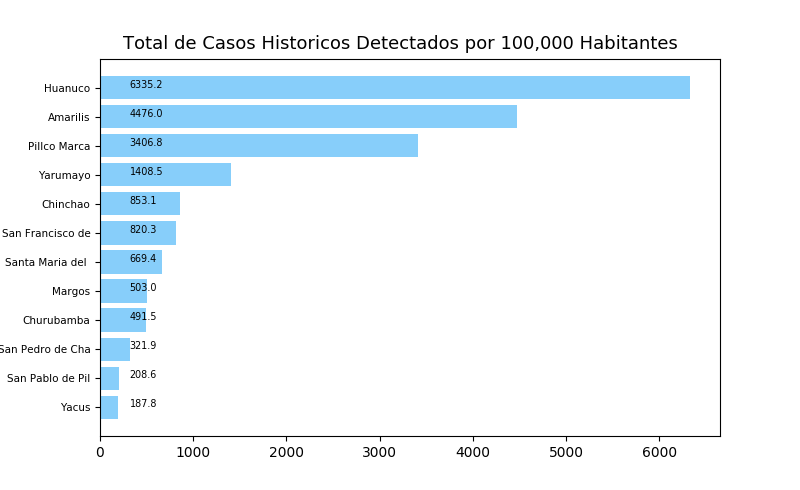 Total de Casos Historicos Detectados por 100,000 Habitantes
Huanuco 6335.2
Amarilis 4476.0
Pillco Marca 3406.8
Yarumayo 1408.5
Chinchao 853.1
San Francisco de 820.3
Santa Maria del 669.4
Margos 503.0
Churubamba 491.5
San Pedro de Cha 321.9
San Pablo de Pil 208.6
Yacus 187.8
0 1000 2000 3000 4000 5000 6000